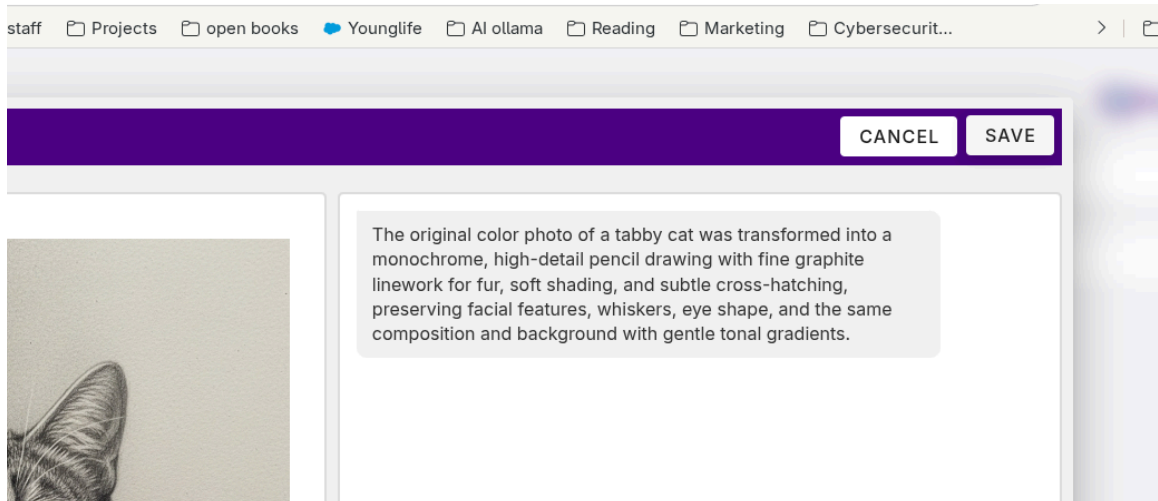 staff Projects open books Younglife AI ollama Reading Marketing Cybersecurit...
CANCEL SAVE
The original color photo of a tabby cat was transformed into a
monochrome, high-detail pencil drawing with fine graphite
linework for fur, soft shading, and subtle cross-hatching,
preserving facial features, whiskers, eye shape, and the same
composition and background with gentle tonal gradients.